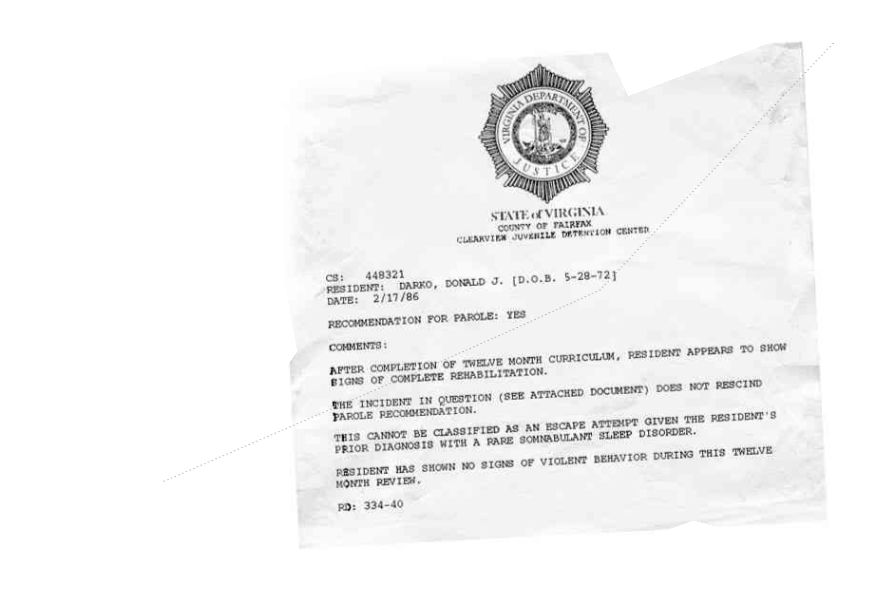 VIRGINIA DEPARTMENT OF
JUSTICE
STATE of VIRGINIA
COUNTY OF FAIRFAX
CLEARVIEW JUVENILE DETENTION CENTER
CS: 448321
RESIDENT: DARKO, DONALD J. [D.O.B. 5-28-72]
DATE: 2/17/86
RECOMMENDATION FOR PAROLE: YES
COMMENTS:
AFTER COMPLETION OF TWELVE MONTH CURRICULUM, RESIDENT APPEARS TO SHOW
SIGNS OF COMPLETE REHABILITATION.
THE INCIDENT IN QUESTION (SEE ATTACHED DOCUMENT) DOES NOT RESCIND
PAROLE RECOMMENDATION.
THIS CANNOT BE CLASSIFIED AS AN ESCAPE ATTEMPT GIVEN THE RESIDENT'S
PRIOR DIAGNOSIS WITH A RARE SOMNABULANT SLEEP DISORDER.
RESIDENT HAS SHOWN NO SIGNS OF VIOLENT BEHAVIOR DURING THIS TWELVE
MONTH REVIEW.
RD: 334-40